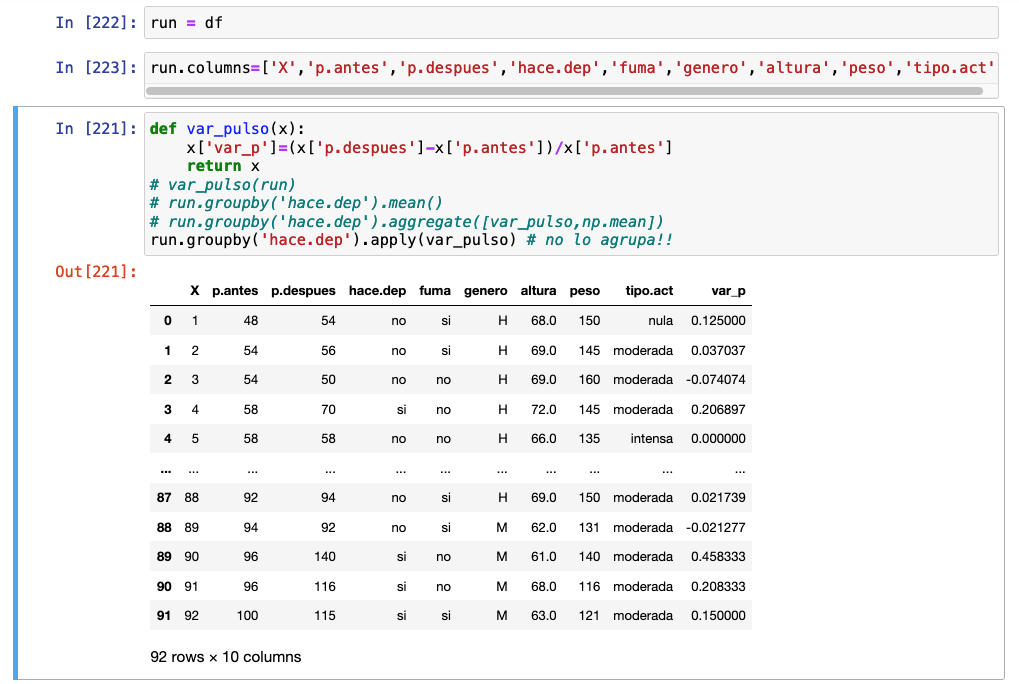 In [222]: run = df
In [223]: run.columns=['X','p.antes','p.despues','hace.dep','fuma','genero','altura','peso','tipo.act'
In [221]: def var_pulso(x):
    x['var_p']=(x['p.despues']-x['p.antes'])/x['p.antes']
    return x
# var_pulso(run)
# run.groupby('hace.dep').mean()
# run.groupby('hace.dep').aggregate([var_pulso,np.mean])
run.groupby('hace.dep').apply(var_pulso) # no lo agrupa!!
Out[221]:
X p.antes p.despues hace.dep fuma genero altura peso tipo.act var_p
0 1 48 54 no si H 68.0 150 nula 0.125000
1 2 54 56 no si H 69.0 145 moderada 0.037037
2 3 54 50 no no H 69.0 160 moderada -0.074074
3 4 58 70 si no H 72.0 145 moderada 0.206897
4 5 58 58 no no H 66.0 135 intensa 0.000000
... ... ... ... ... ... ... ... ... ... ...
87 88 92 94 no si H 69.0 150 moderada 0.021739
88 89 94 92 no si M 62.0 131 moderada -0.021277
89 90 96 140 si no M 61.0 140 moderada 0.458333
90 91 96 116 si no M 68.0 116 moderada 0.208333
91 92 100 115 si si M 63.0 121 moderada 0.150000
92 rows × 10 columns